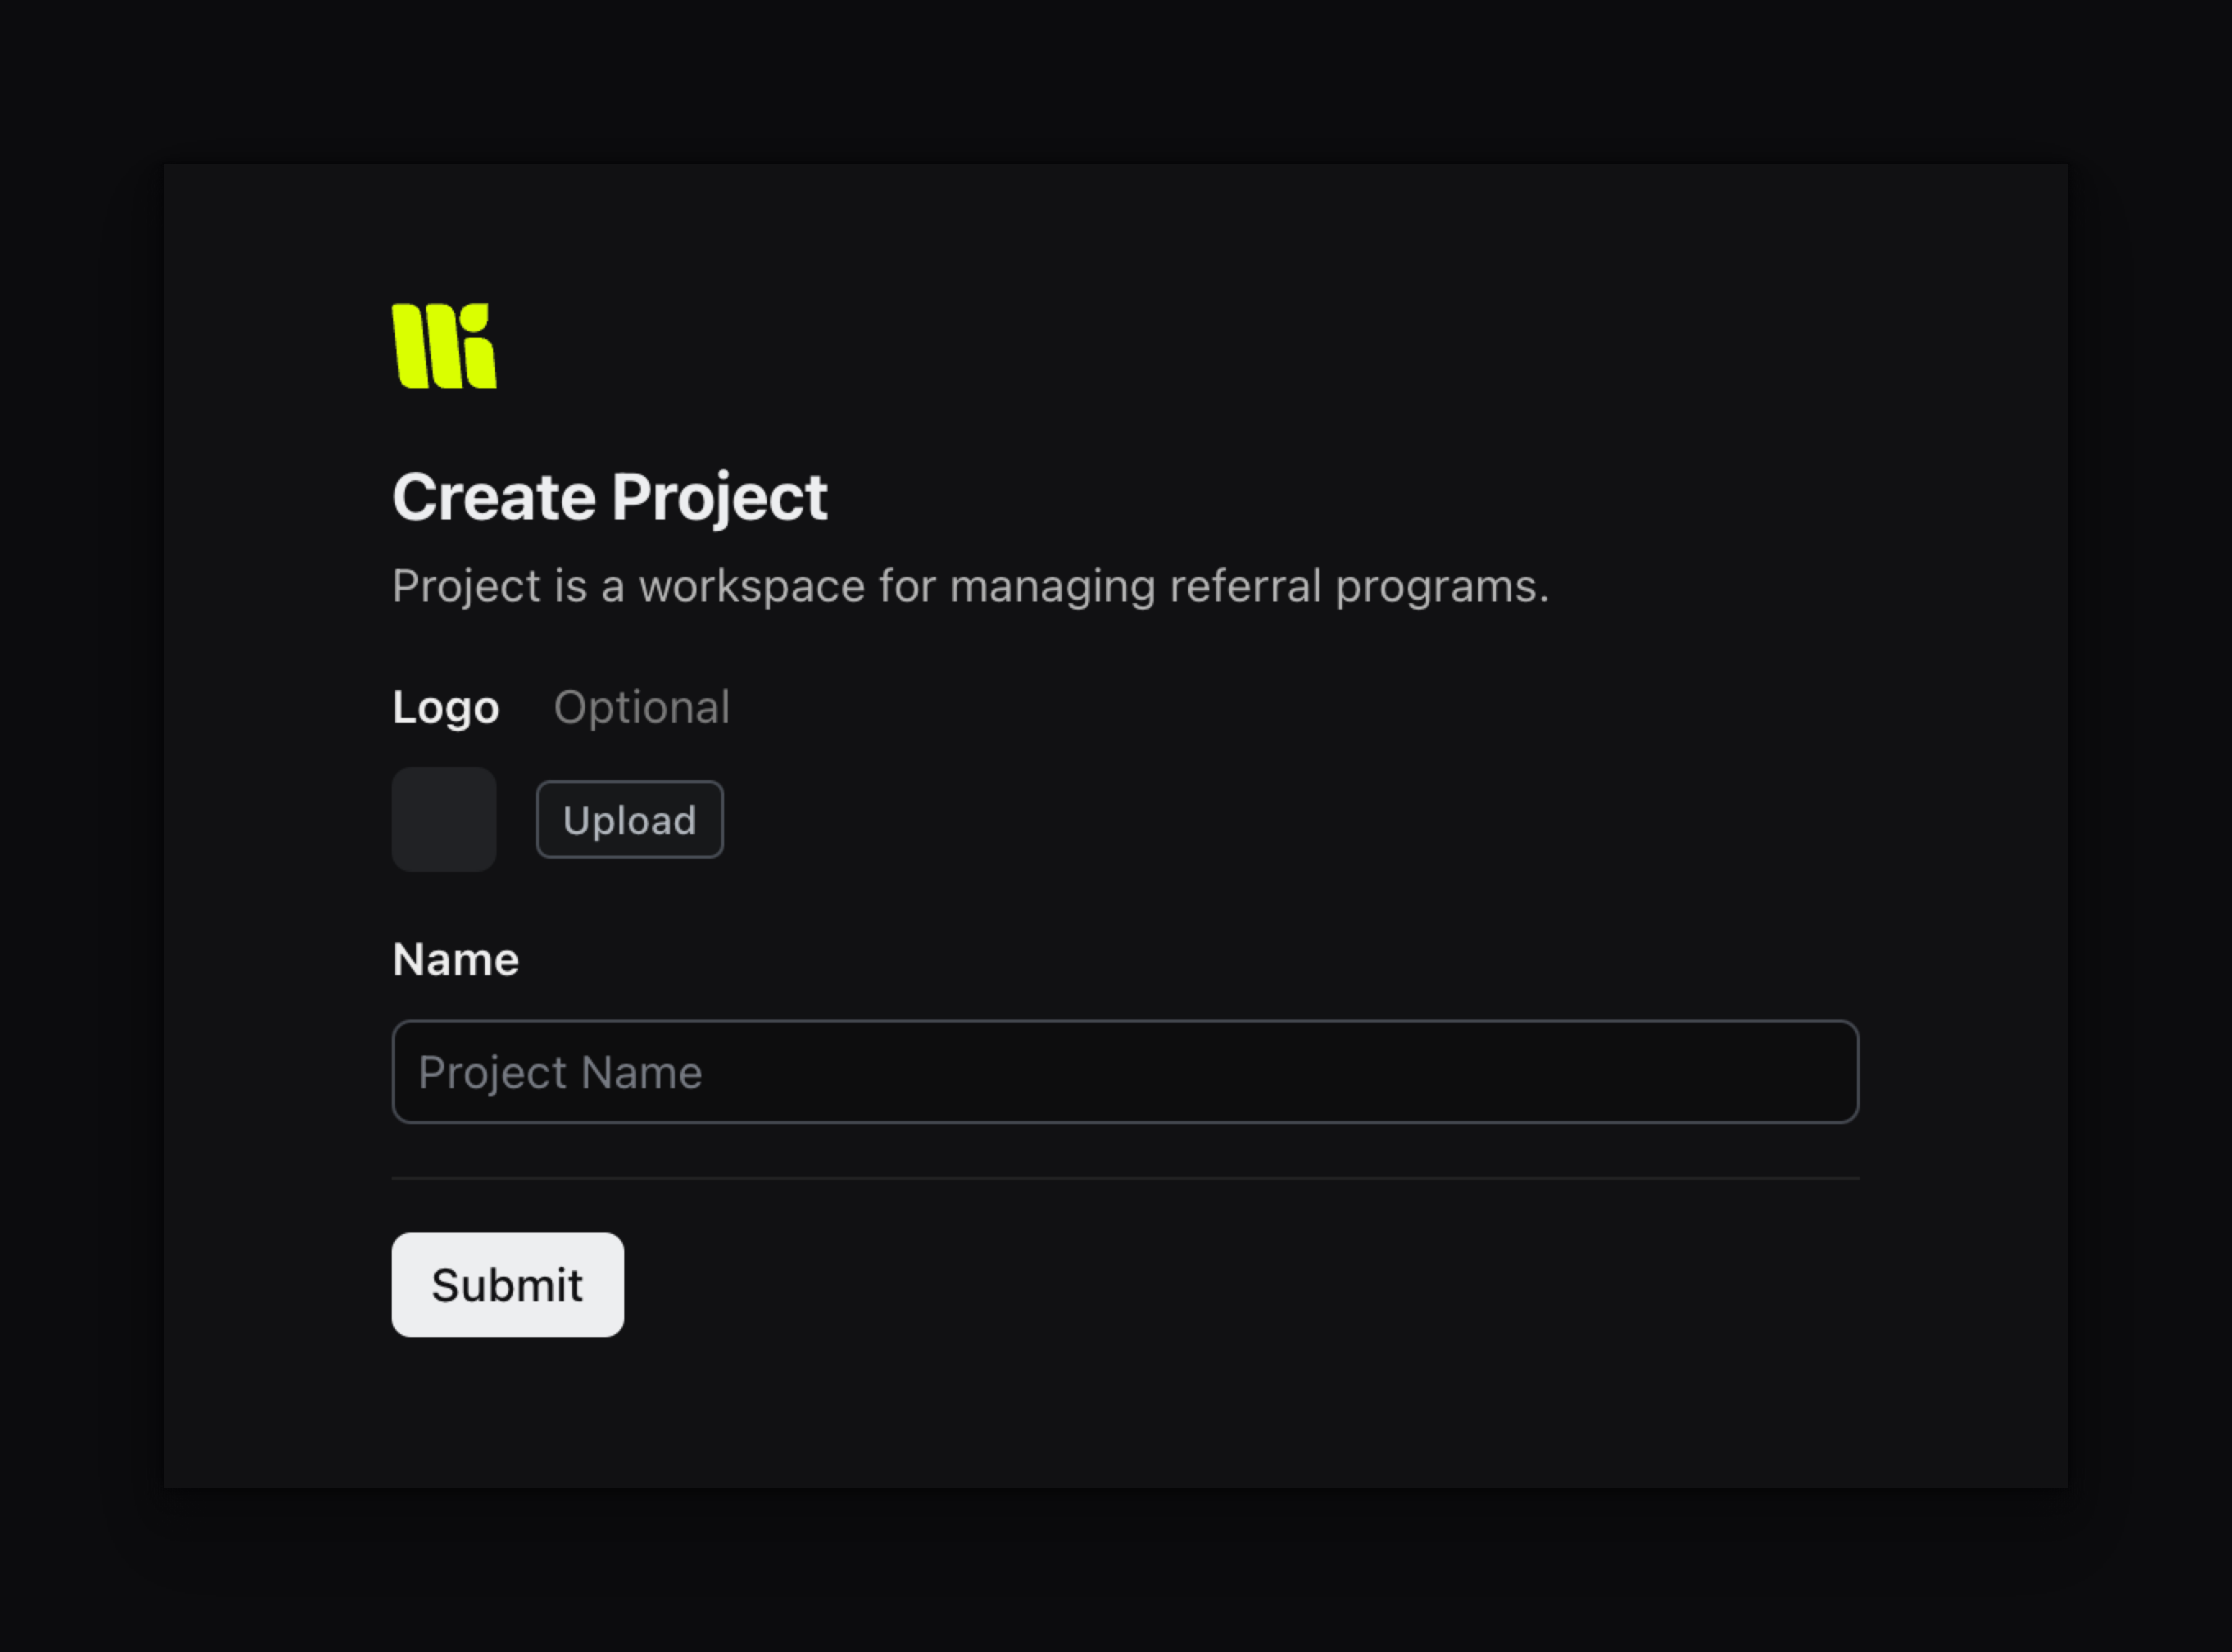 Create Project
Project is a workspace for managing referral programs.
Logo Optional
Upload
Name
Project Name
Submit